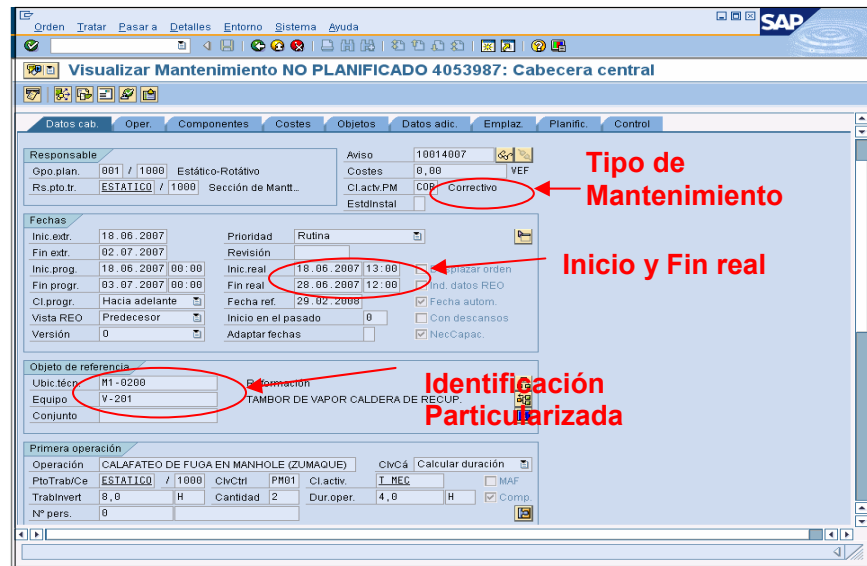 Orden Tratar Pasar a Detalles Entorno Sistema Ayuda
SAP
Visualizar Mantenimiento NO PLANIFICADO 4053987: Cabecera central
Datos cab. Oper. Componentes Costes Objetos Datos adic. Emplaz. Planific. Control
Responsable
Aviso 10014007
Gpo.plan. 001 / 1000 Estático-Rotátivo Costes 0,00 VEF
Rs.pto.tr. ESTATICO / 1000 Sección de Mantt... Cl.actv.PM COR Correctivo
EstdInstal
Tipo de
Mantenimiento
Fechas
Inic.extr. 18.06.2007 Prioridad Rutina
Fin extr. 02.07.2007 Revisión
Inic.prog. 18.06.2007 00:00 Inic.real 18.06.2007 13:00 Desplazar orden
Fin progr. 03.07.2007 00:00 Fin real 28.06.2007 12:00 Ind. datos REO
Cl.progr. Hacia adelante Fecha ref. 29.02.2008 Fecha autom.
Vista REO Predecesor Inicio en el pasado 0 Con descansos
Versión 0 Adaptar fechas NecCapac.
Inicio y Fin real
Objeto de referencia
Ubic.técn. M1-0200 Reformación
Equipo V-201 TAMBOR DE VAPOR CALDERA DE RECUP.
Conjunto
Identificación
Particularizada
Primera operación
Operación CALAFATEO DE FUGA EN MANHOLE (ZUMAQUE) ClvCá Calcular duración
PtoTrab/Ce ESTATICO / 1000 ClvCtrl PM01 Cl.activ. T_MEC MAF
TrabInvert 8,0 H Cantidad 2 Dur.oper. 4,0 H Comp.
Nº pers. 0